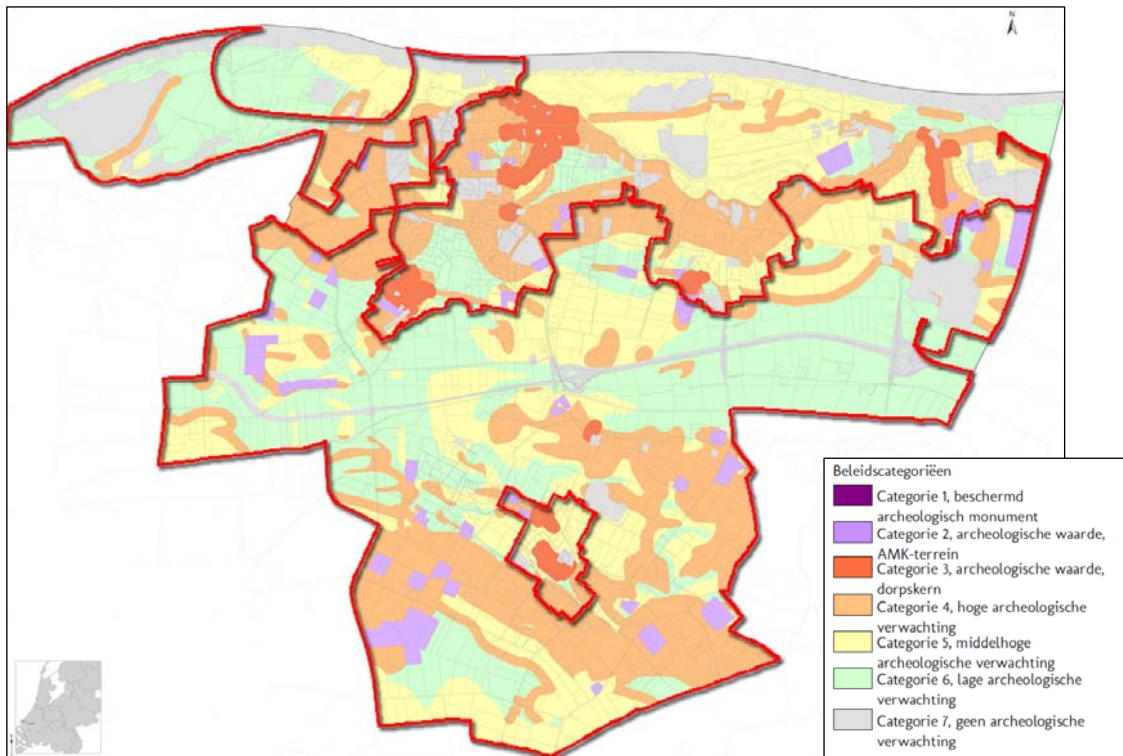 N
Beleidscategorieën
Categorie 1, beschermd
archeologisch monument
Categorie 2, archeologische waarde,
AMK-terrein
Categorie 3, archeologische waarde,
dorpskern
Categorie 4, hoge archeologische
verwachting
Categorie 5, middelhoge
archeologische verwachting
Categorie 6, lage archeologische
verwachting
Categorie 7, geen archeologische
verwachting